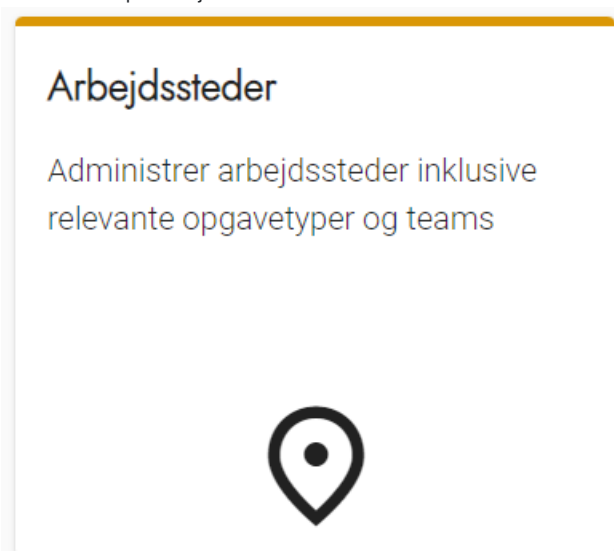 Arbejdssteder
Administrer arbejdssteder inklusive
relevante opgavetyper og teams